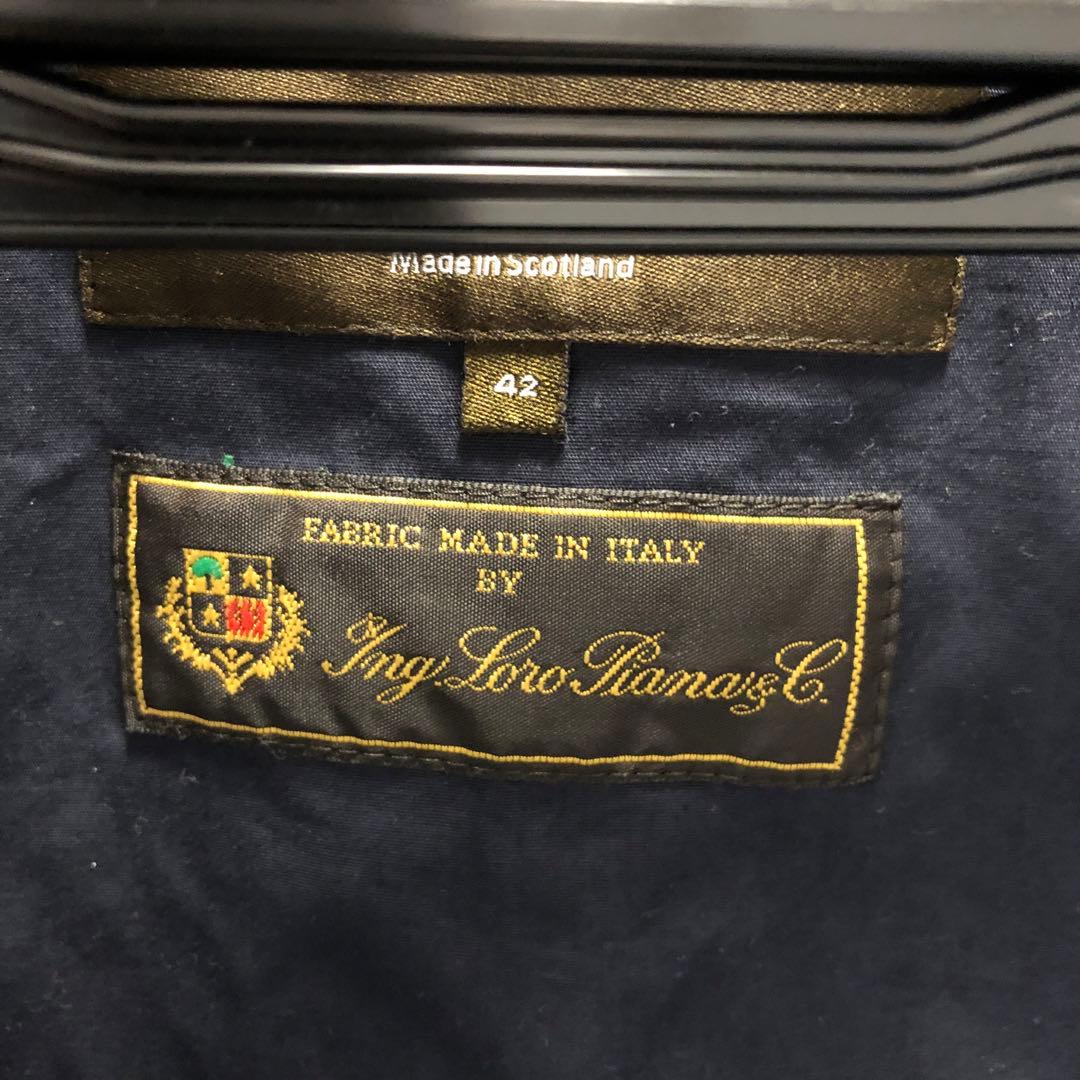 Made in Scotland
42
FABRIC MADE IN ITALY
BY
Ing Loro Piana & C.